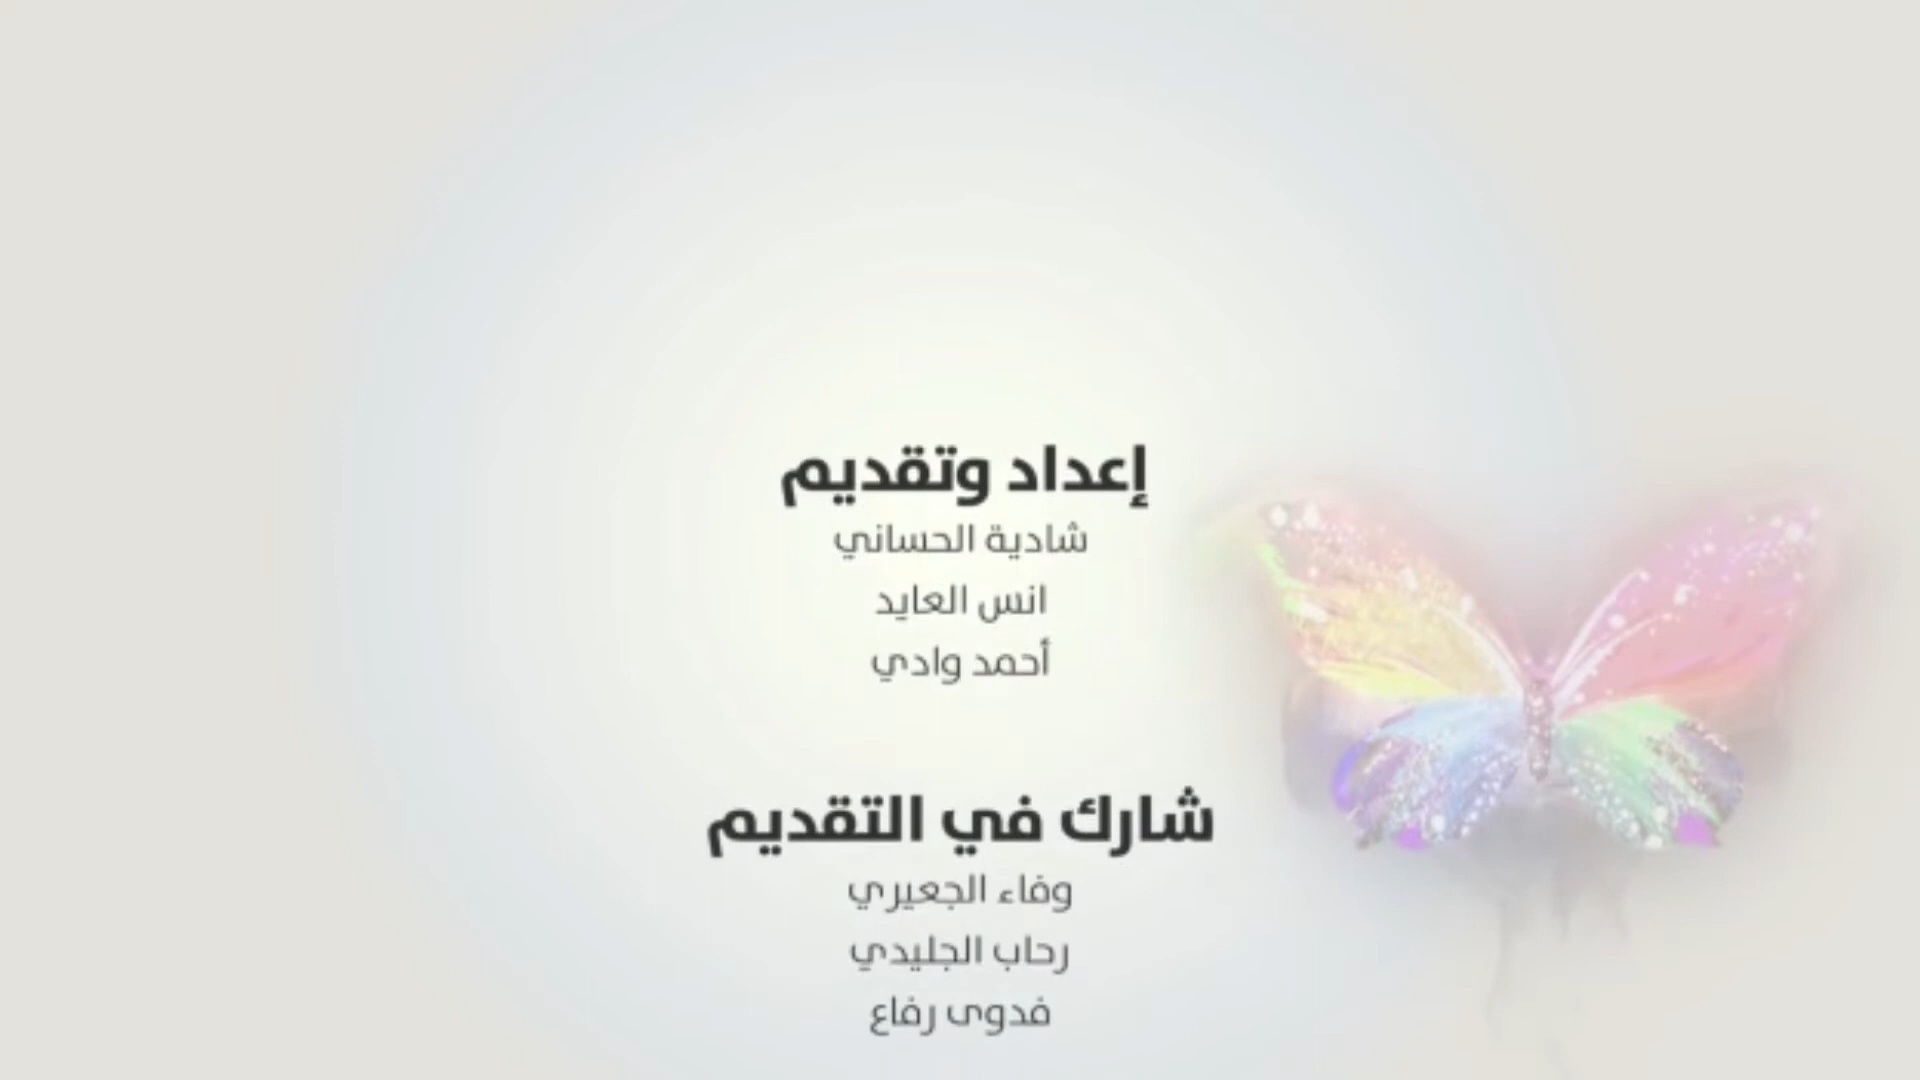 إعداد وتقديم
شادية الحساني
انس العايد
أحمد وادي
شارك في التقديم
وفاء الجعيري
رحاب الجليدي
فدوى رفاع